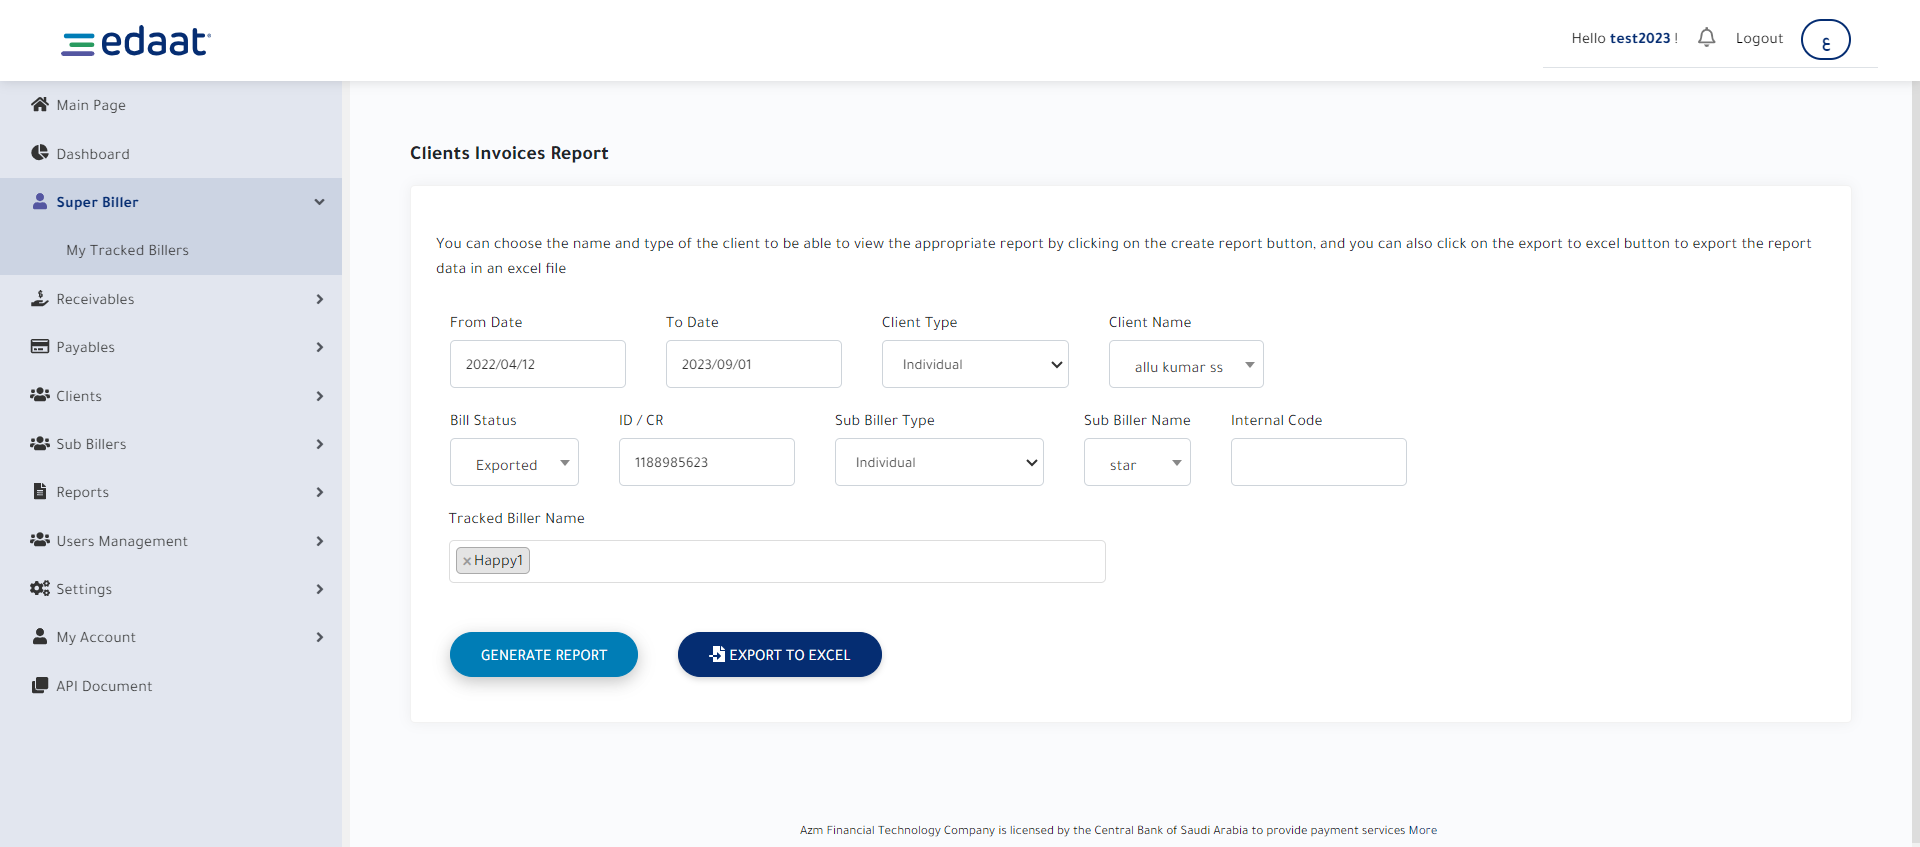 edaat
Hello test2023 !
Logout
ع
Main Page
Dashboard
Super Biller
My Tracked Billers
Receivables
Payables
Clients
Sub Billers
Reports
Users Management
Settings
My Account
API Document
Clients Invoices Report
You can choose the name and type of the client to be able to view the appropriate report by clicking on the create report button, and you can also click on the export to excel button to export the report
data in an excel file
From Date To Date Client Type Client Name
2022/04/12 2023/09/01 Individual allu kumar ss
Bill Status ID / CR Sub Biller Type Sub Biller Name Internal Code
Exported 1188985623 Individual star
Tracked Biller Name
×Happy1
GENERATE REPORT EXPORT TO EXCEL
Azm Financial Technology Company is licensed by the Central Bank of Saudi Arabia to provide payment services More